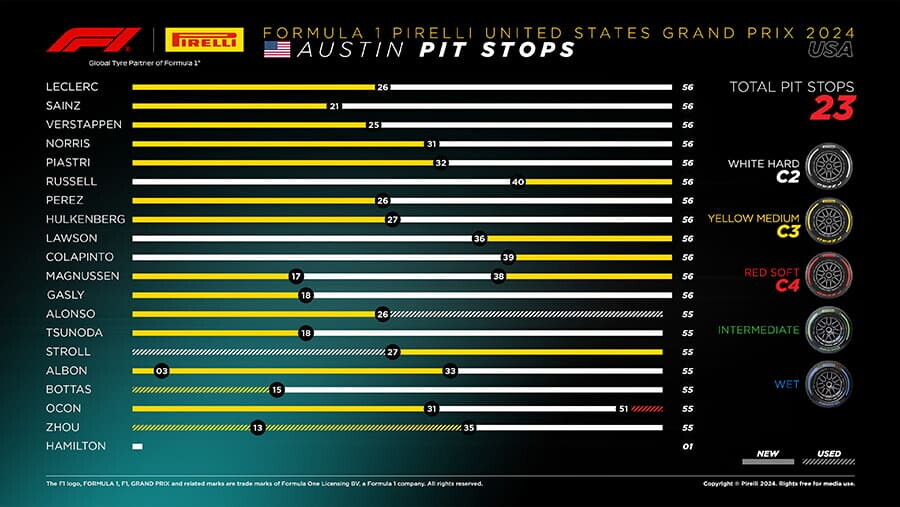 F1
PIRELLI
Global Tyre Partner of Formula 1®
FORMULA 1 PIRELLI UNITED STATES GRAND PRIX 2024
AUSTIN PIT STOPS
USA
LECLERC 26 56
SAINZ 21 56
VERSTAPPEN 25 56
NORRIS 31 56
PIASTRI 32 56
RUSSELL 40 56
PEREZ 26 56
HULKENBERG 27 56
LAWSON 36 56
COLAPINTO 39 56
MAGNUSSEN 17 38 56
GASLY 18 56
ALONSO 26 55
TSUNODA 18 55
STROLL 27 55
ALBON 03 33 55
BOTTAS 15 55
OCON 31 51 55
ZHOU 13 35 55
HAMILTON 01
TOTAL PIT STOPS
23
WHITE HARD
C2
YELLOW MEDIUM
C3
RED SOFT
C4
INTERMEDIATE
WET
NEW USED
The F1 logo, FORMULA 1, F1, GRAND PRIX and related marks are trade marks of Formula One Licensing BV, a Formula 1 company. All rights reserved.
Copyright © Pirelli 2024. Rights free for media use.